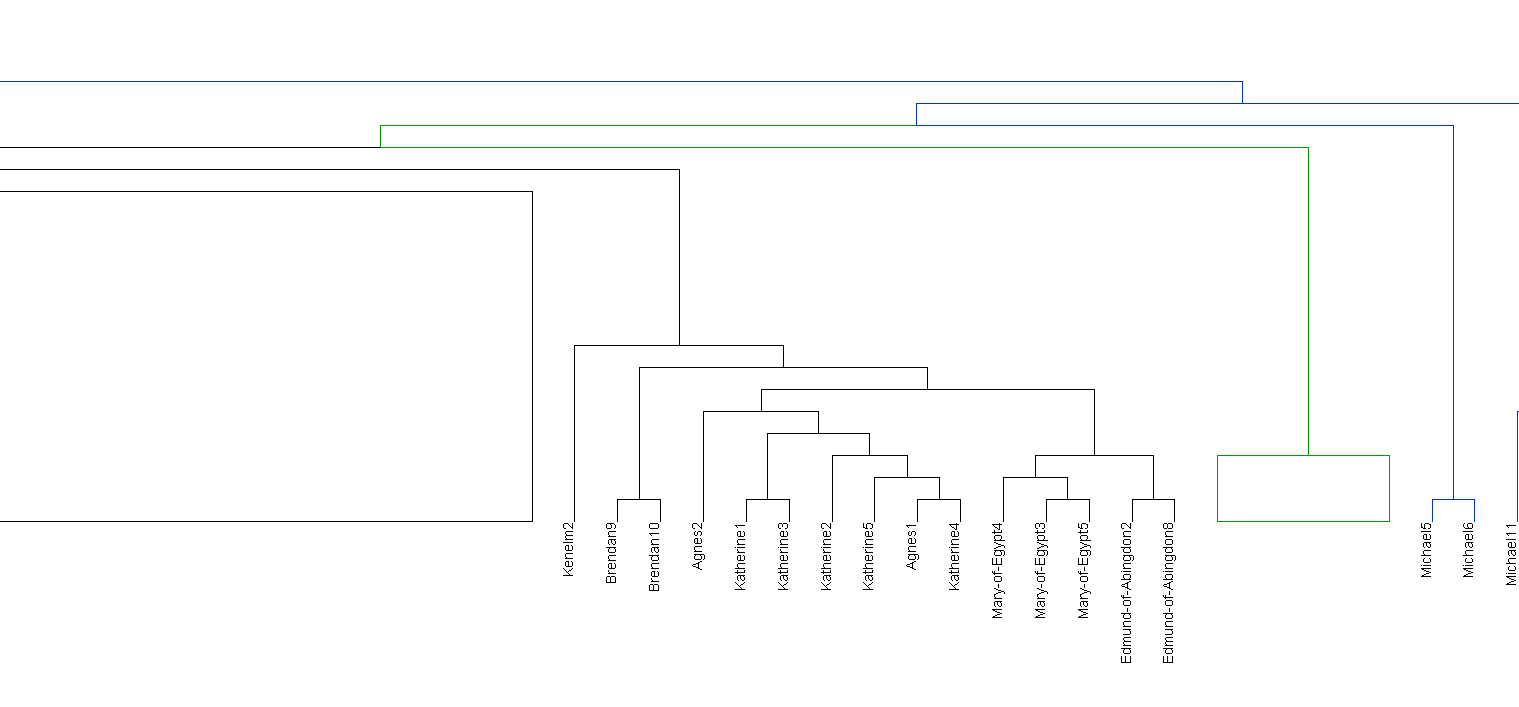 Kenelm2
Brendan9
Brendan10
Agnes2
Katherine1
Katherine3
Katherine2
Katherine5
Agnes1
Katherine4
Mary-of-Egypt4
Mary-of-Egypt3
Mary-of-Egypt5
Edmund-of-Abingdon2
Edmund-of-Abingdon8
Michael5
Michael6
Michael11